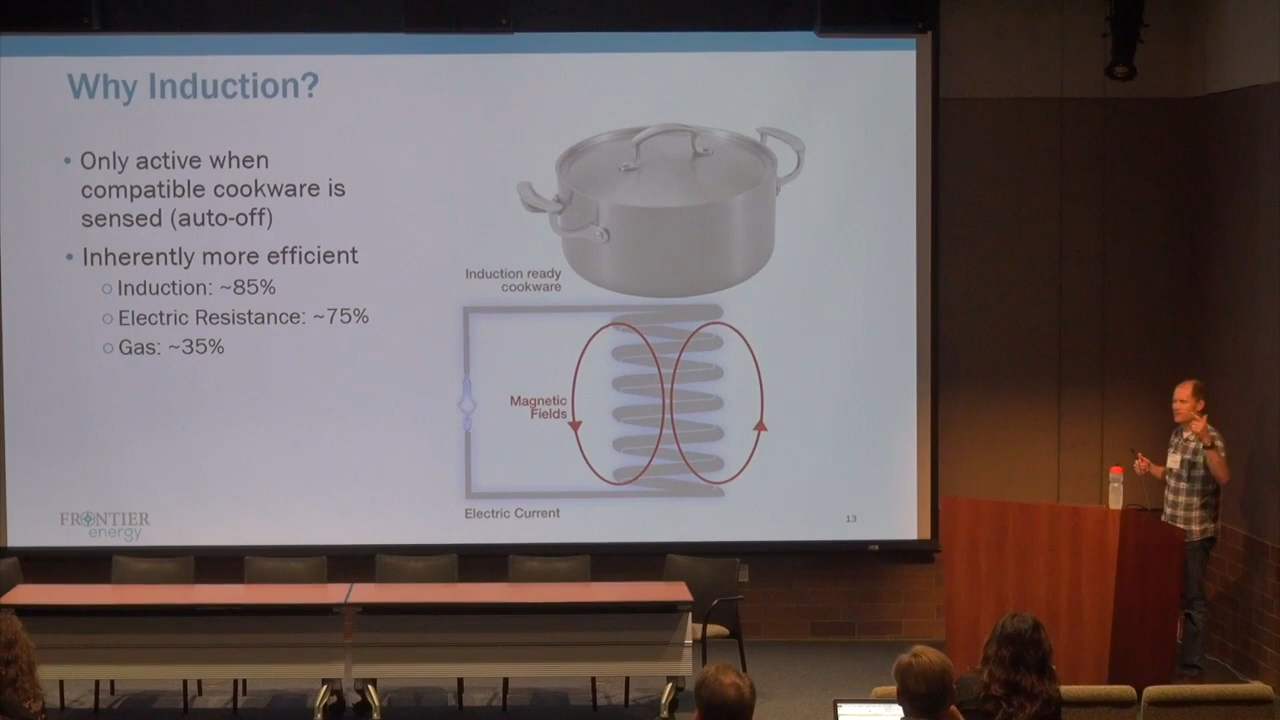 Why Induction?
• Only active when
compatible cookware is
sensed (auto-off)
• Inherently more efficient
○ Induction: ~85%
○ Electric Resistance: ~75%
○ Gas: ~35%
Induction ready
cookware
Magnetic
Fields
Electric Current
FRONTIER
energy
13